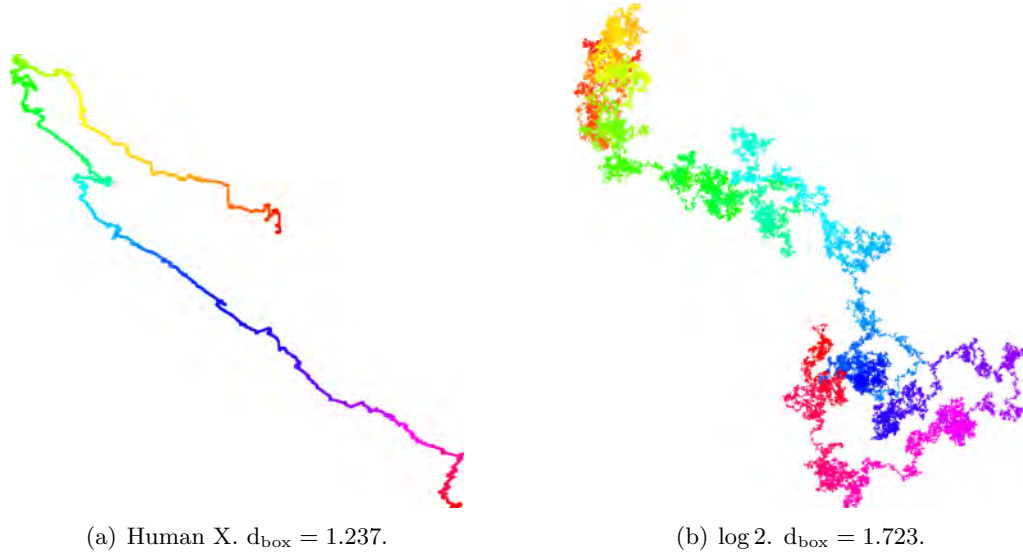 (a) Human X. d_box = 1.237.
(b) log 2. d_box = 1.723.